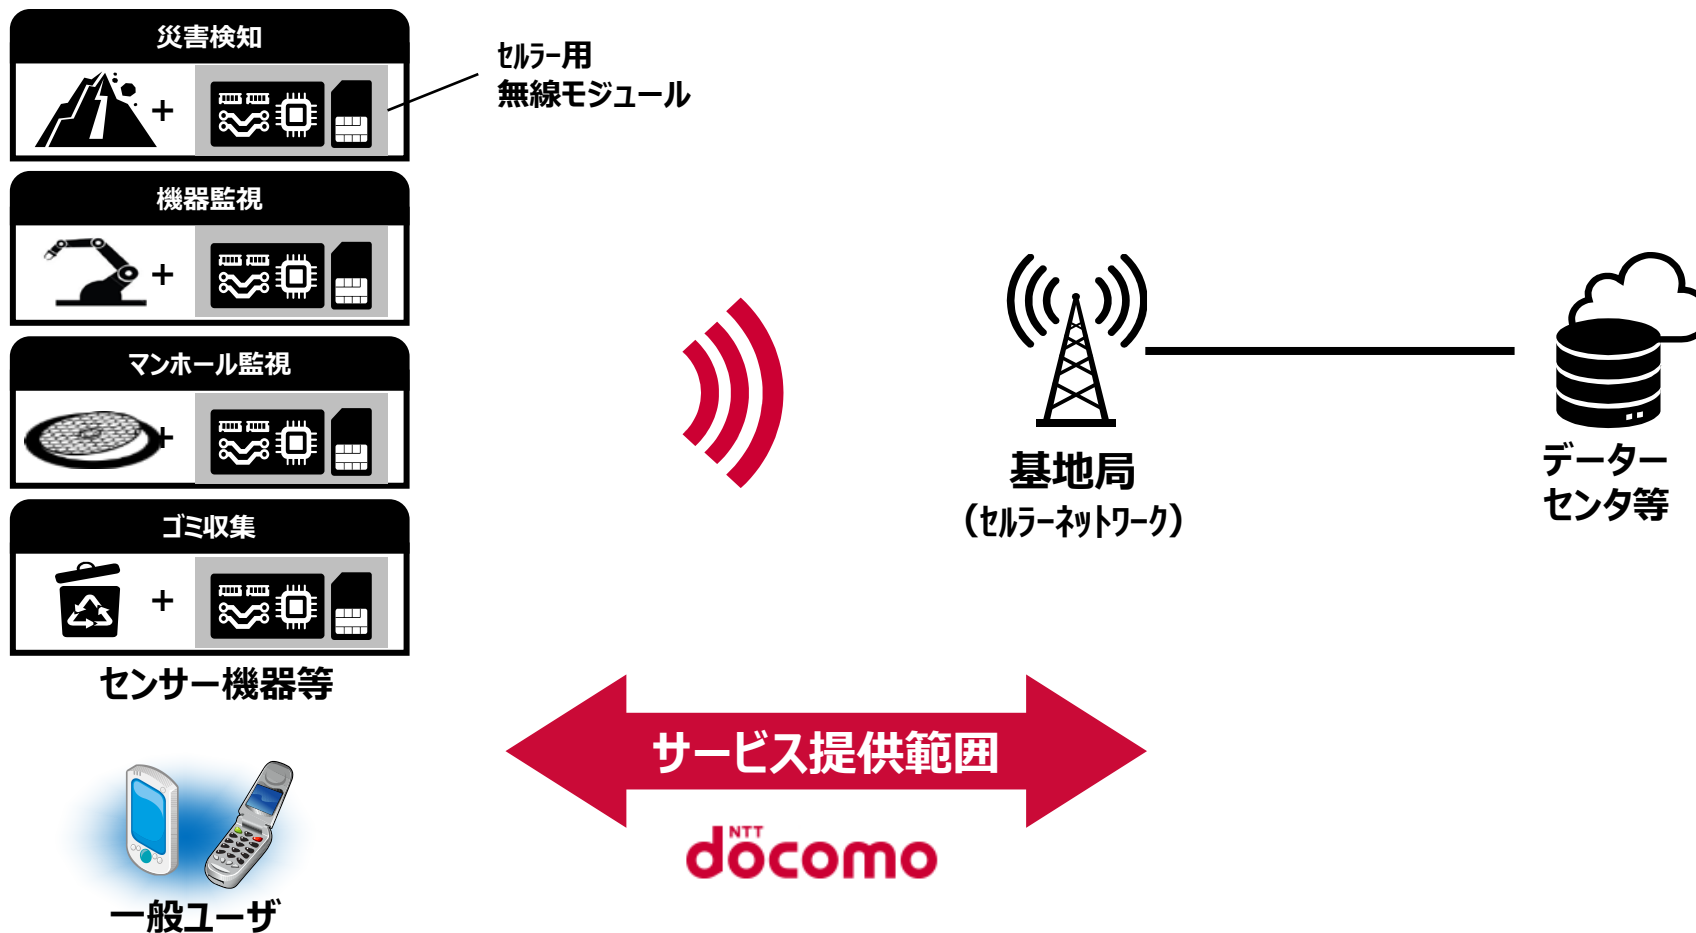 災害検知
+
ｾﾙﾗｰ用
無線モジュール
機器監視
+
マンホール監視
+
ゴミ収集
+
センサー機器等
基地局
（ｾﾙﾗｰﾈｯﾄﾜｰｸ）
データー
センタ等
サービス提供範囲
NTT
docomo
一般ユーザ